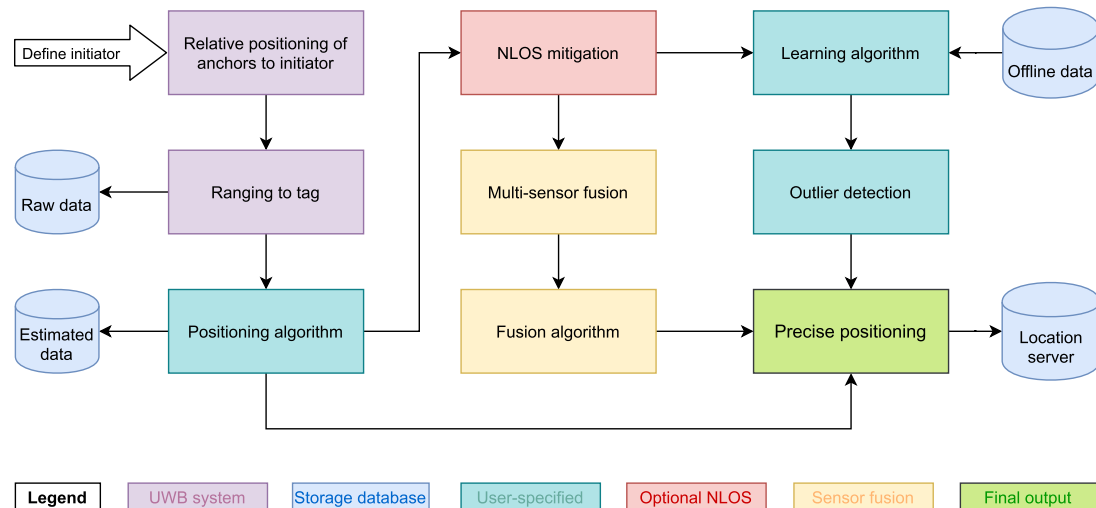 Define initiator
Relative positioning of
anchors to initiator
NLOS mitigation
Learning algorithm
Offline data
Raw data
Ranging to tag
Multi-sensor fusion
Outlier detection
Estimated
data
Positioning algorithm
Fusion algorithm
Precise positioning
Location
server
Legend
UWB system
Storage database
User-specified
Optional NLOS
Sensor fusion
Final output